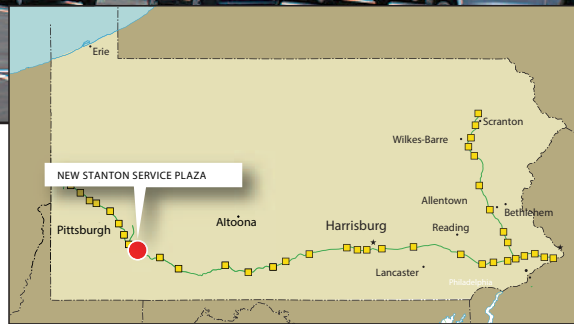 Erie
Scranton
Wilkes-Barre
NEW STANTON SERVICE PLAZA
Allentown
Bethlehem
Pittsburgh
Altoona
Harrisburg
Reading
Lancaster
Philadelphia